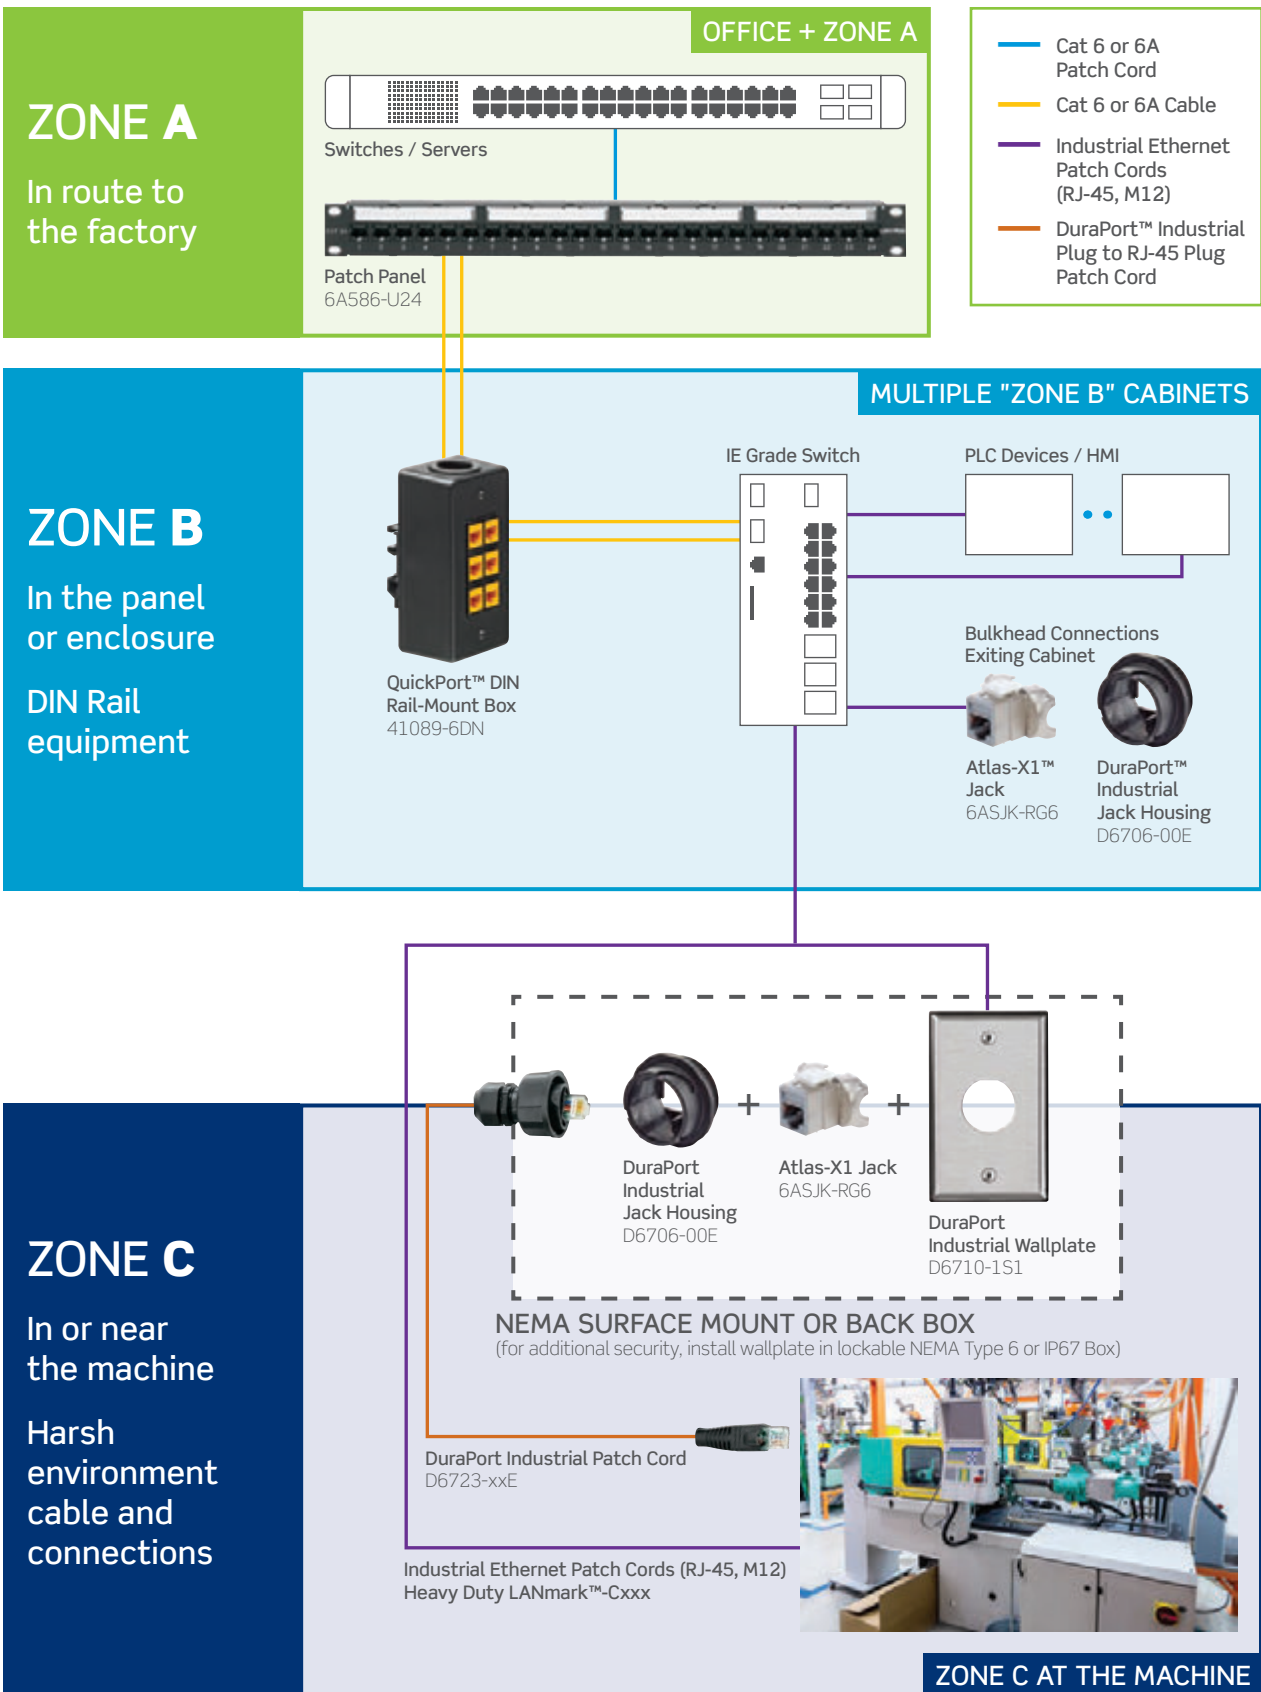 OFFICE + ZONE A
ZONE A
In route to
the factory
Switches / Servers
Patch Panel
6A586-U24
Cat 6 or 6A
Patch Cord
Cat 6 or 6A Cable
Industrial Ethernet
Patch Cords
(RJ-45, M12)
DuraPort™ Industrial
Plug to RJ-45 Plug
Patch Cord
MULTIPLE "ZONE B" CABINETS
ZONE B
In the panel
or enclosure
DIN Rail
equipment
QuickPort™ DIN
Rail-Mount Box
41089-6DN
IE Grade Switch
PLC Devices / HMI
Bulkhead Connections
Exiting Cabinet
Atlas-X1™
Jack
6ASJK-RG6
DuraPort™
Industrial
Jack Housing
D6706-00E
ZONE C
In or near
the machine
Harsh
environment
cable and
connections
DuraPort
Industrial
Jack Housing
D6706-00E
+
Atlas-X1 Jack
6ASJK-RG6
+
DuraPort
Industrial Wallplate
D6710-1S1
NEMA SURFACE MOUNT OR BACK BOX
(for additional security, install wallplate in lockable NEMA Type 6 or IP67 Box)
DuraPort Industrial Patch Cord
D6723-xxE
Industrial Ethernet Patch Cords (RJ-45, M12)
Heavy Duty LANmark™-Cxxx
ZONE C AT THE MACHINE